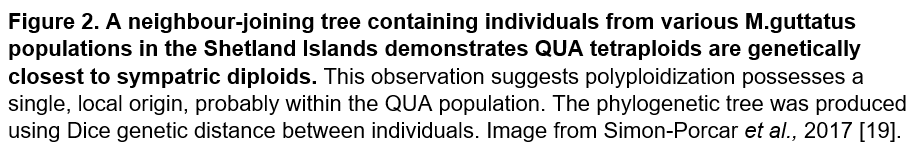 Figure 2. A neighbour-joining tree containing individuals from various M.guttatus
populations in the Shetland Islands demonstrates QUA tetraploids are genetically
closest to sympatric diploids. This observation suggests polyploidization possesses a
single, local origin, probably within the QUA population. The phylogenetic tree was produced
using Dice genetic distance between individuals. Image from Simon-Porcar et al., 2017 [19].